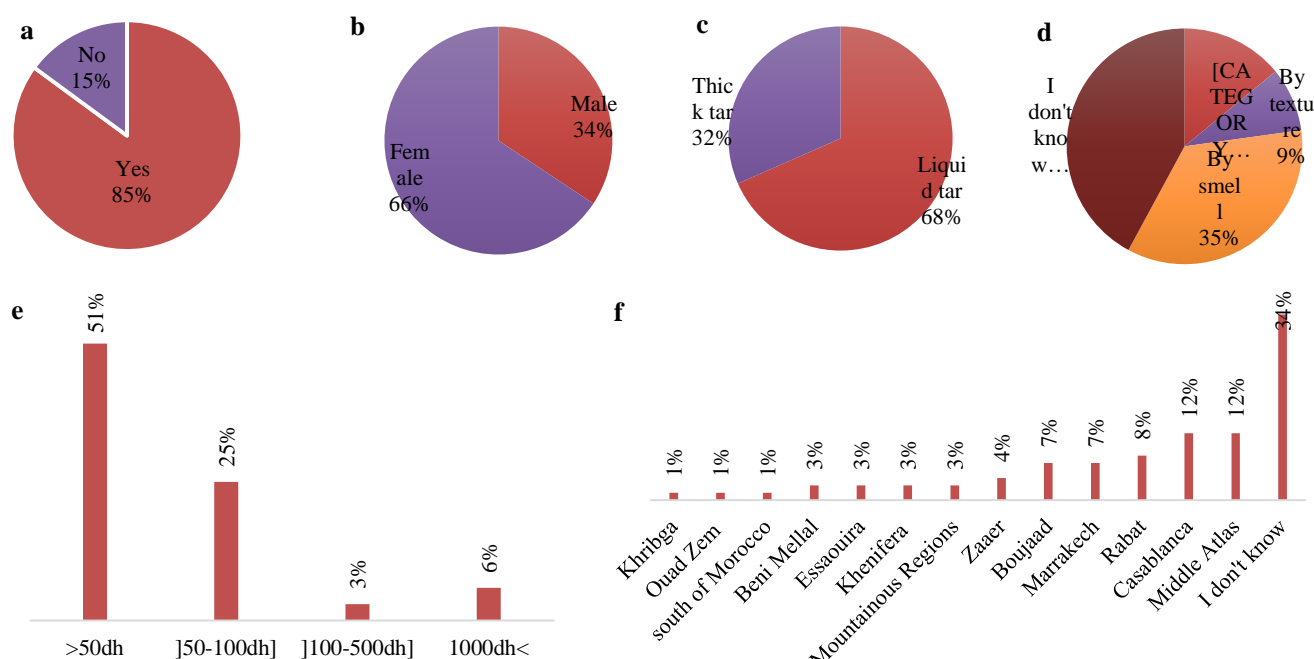 a
No
15%
Yes
85%
b
Male
34%
Fem
ale
66%
c
Thic
k tar
32%
Liqui
d tar
68%
d
[CA
TEGOR
Y…
By
textu
re
9%
By
smel
l
35%
I
don't
kno
w…
e
51%
25%
3%
6%
>50dh
]50-100dh]
]100-500dh]
1000dh<
f
1%
1%
1%
3%
3%
3%
3%
4%
7%
7%
8%
12%
12%
34%
Khribga
Ouad Zem
south of Morocco
Beni Mellal
Essaouira
Khenifera
Mountainous Regions
Zaaer
Boujaad
Marrakech
Rabat
Casablanca
Middle Atlas
I don't know